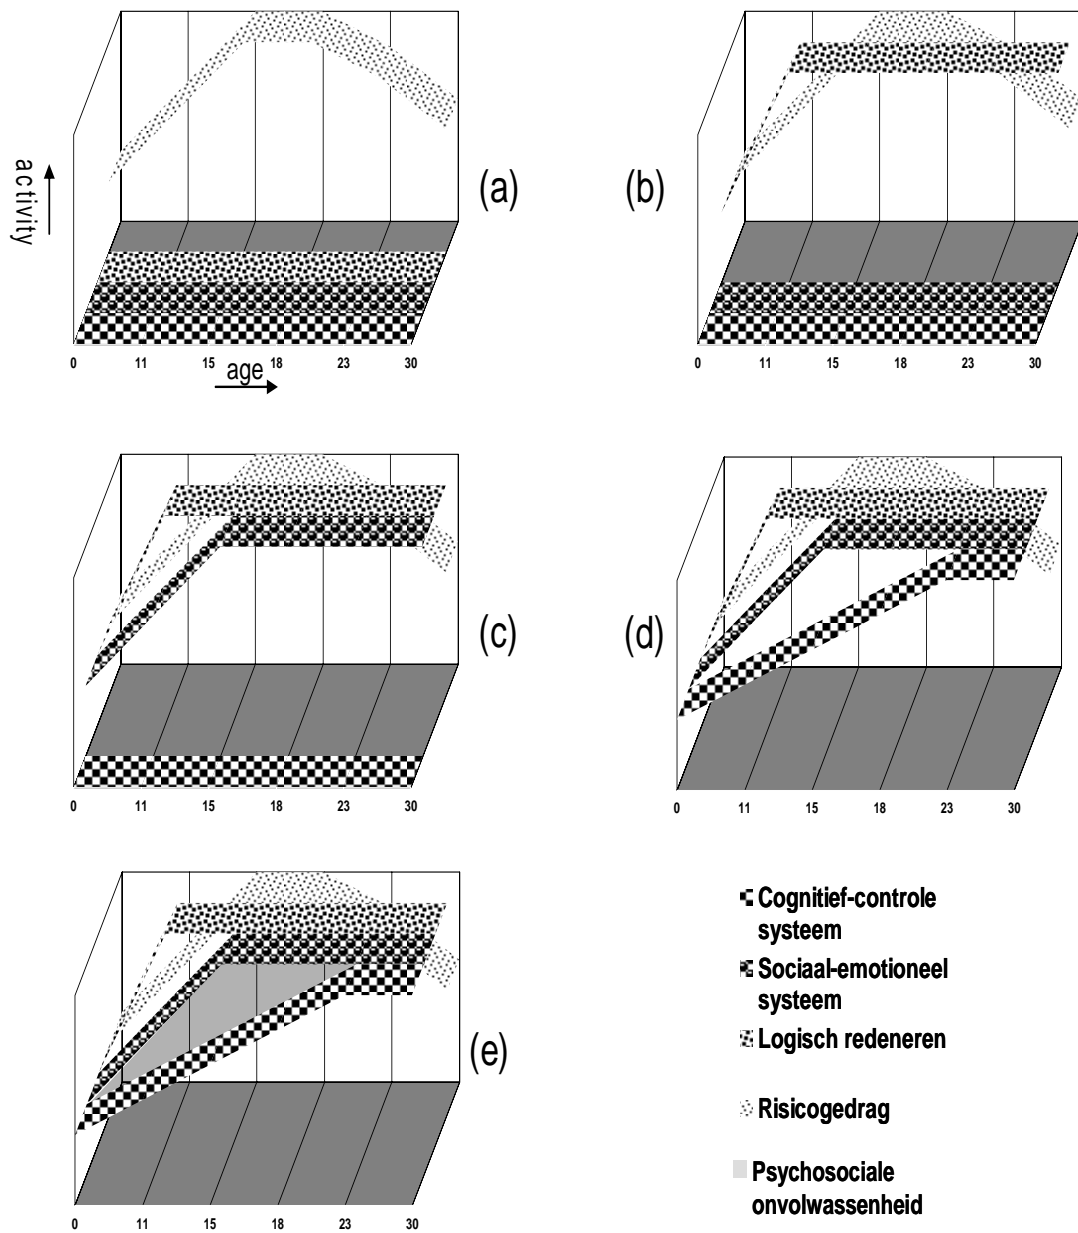 activity
(a)
0 11 15 18 23 30
age
(b)
0 11 15 18 23 30
(c)
0 11 15 18 23 30
(d)
0 11 15 18 23 30
(e)
0 11 15 18 23 30
Cognitief-controle
systeem
Sociaal-emotioneel
systeem
Logisch redeneren
Risicogedrag
Psychosociale
onvolwassenheid